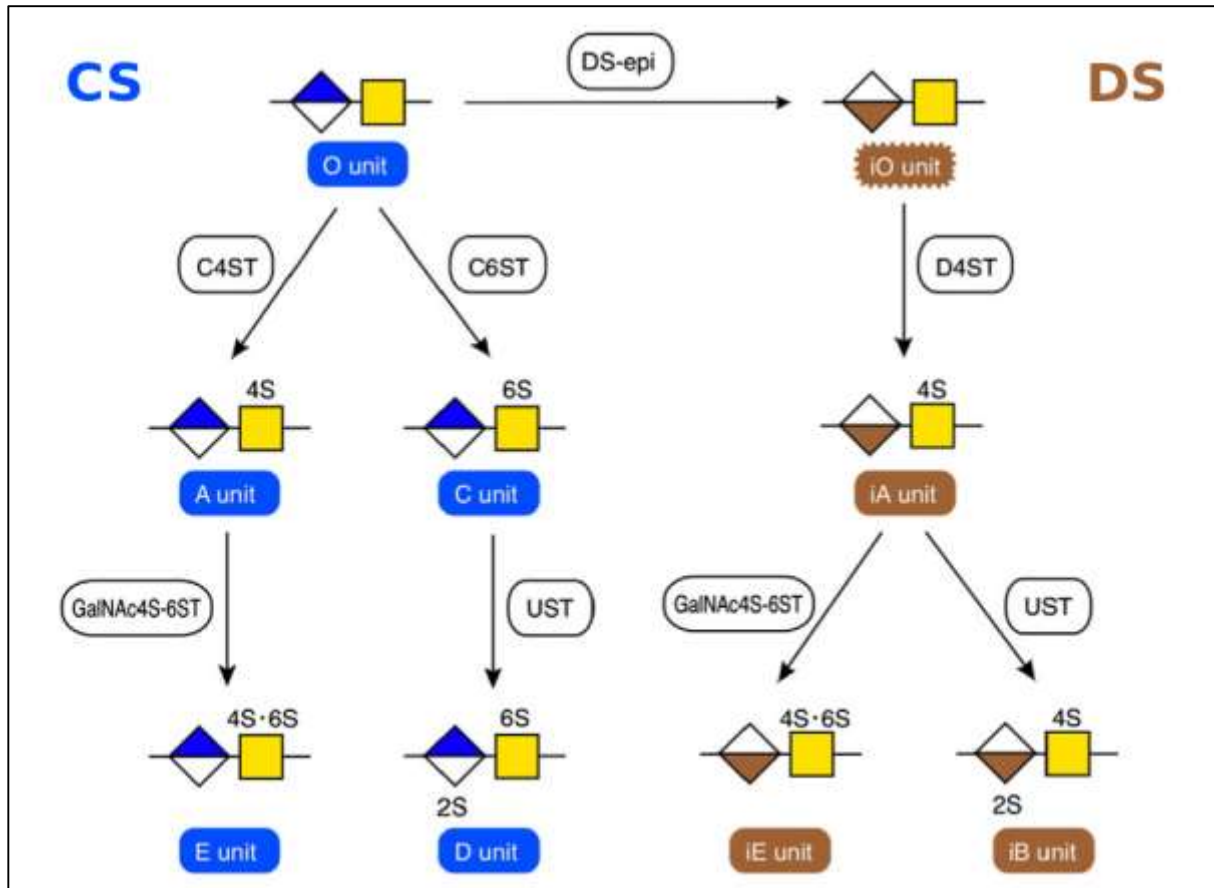 CS
DS-epi
DS
O unit
iO unit
C4ST
C6ST
D4ST
4S
6S
4S
A unit
C unit
iA unit
GalNAc4S-6ST
UST
GalNAc4S-6ST
UST
4S·6S
6S
4S·6S
4S
2S
2S
E unit
D unit
iE unit
iB unit